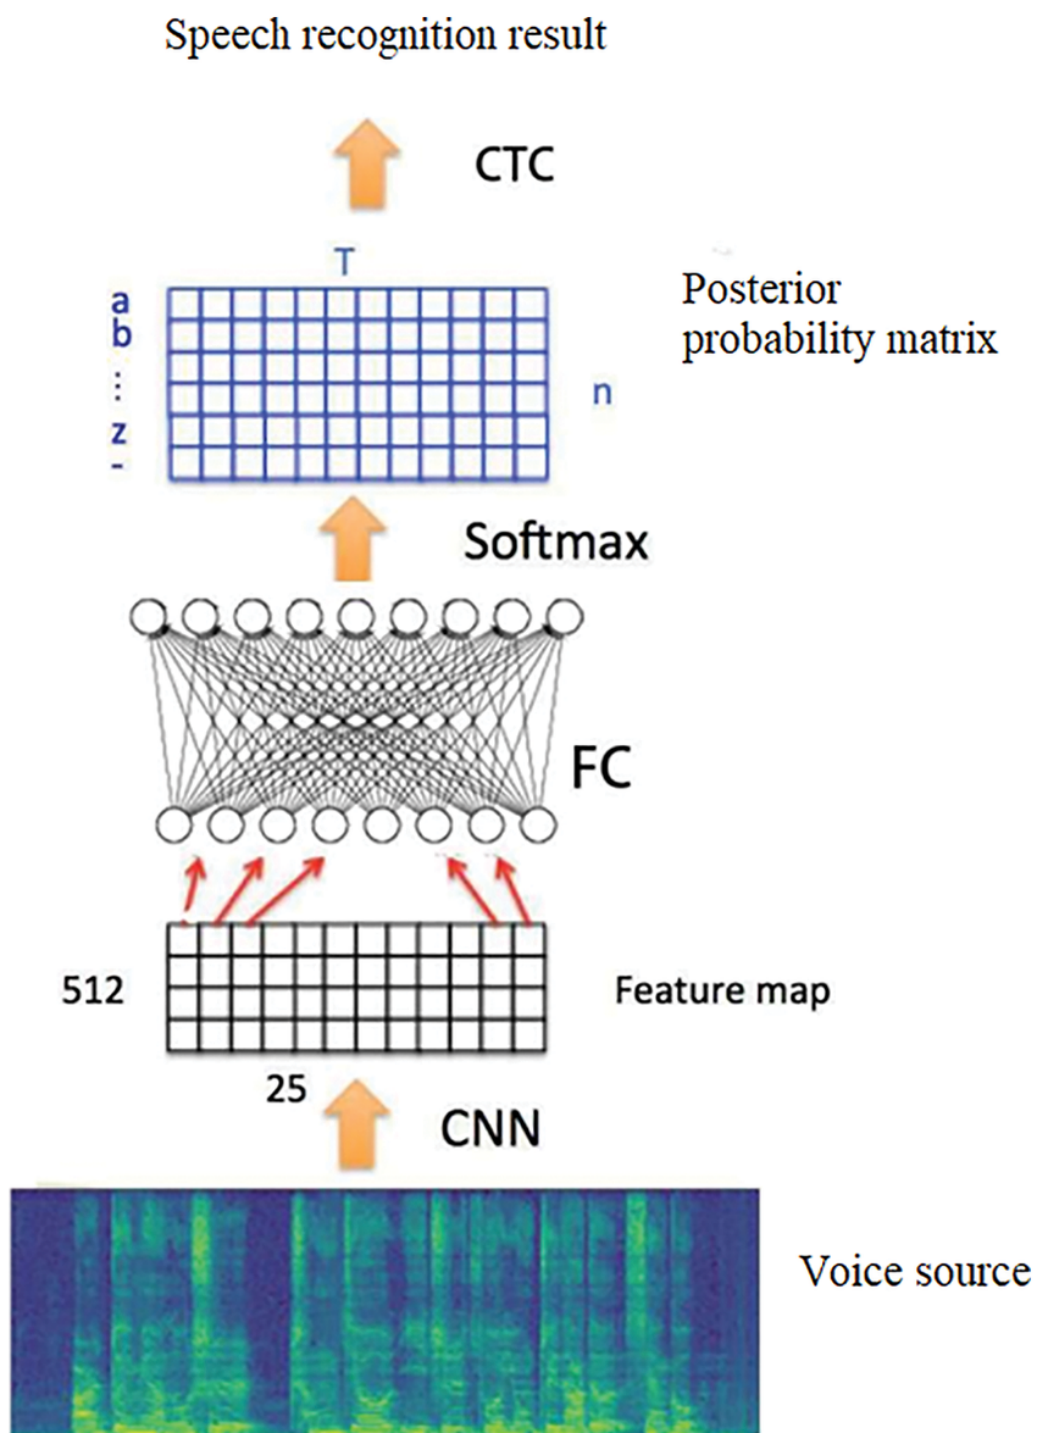 Speech recognition result
CTC
T
a
b
⋮
z
-
n
Posterior
probability matrix
Softmax
FC
512
Feature map
25
CNN
Voice source